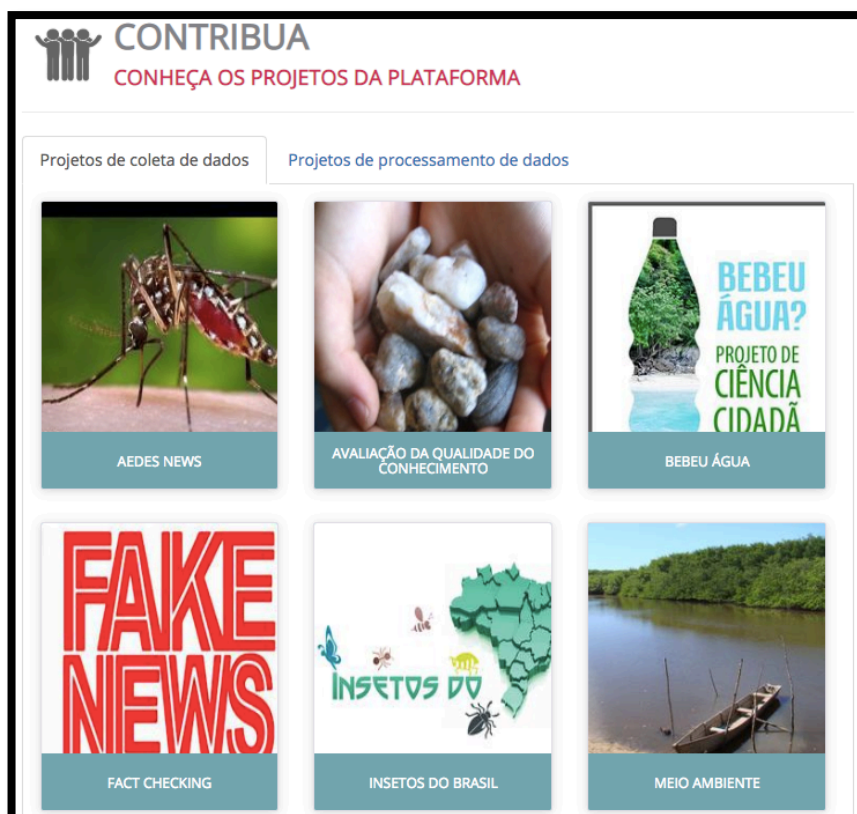 CONTRIBUA
CONHEÇA OS PROJETOS DA PLATAFORMA
Projetos de coleta de dados
Projetos de processamento de dados
BEBEU
ÁGUA?
PROJETO DE
CIÊNCIA
CIDADÃ
AEDES NEWS
AVALIAÇÃO DA QUALIDADE DO
CONHECIMENTO
BEBEU ÁGUA
FAKE
NEWS
INSETOS DO
FACT CHECKING
INSETOS DO BRASIL
MEIO AMBIENTE